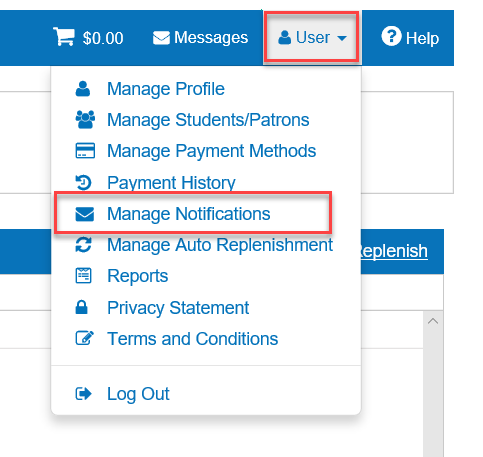 $0.00 Messages User Help
Manage Profile
Manage Students/Patrons
Manage Payment Methods
Payment History
Manage Notifications
Manage Auto Replenishment
Replenish
Reports
Privacy Statement
Terms and Conditions
Log Out